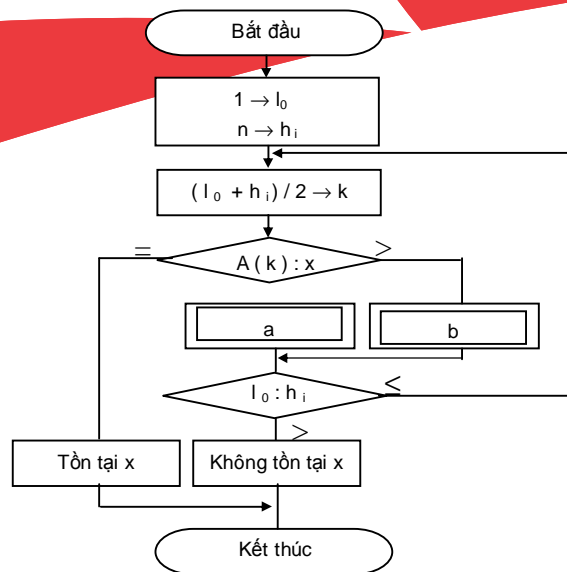 Bắt đầu
1 → l₀
n → hᵢ
( l₀ + hᵢ ) / 2 → k
=
A ( k ) : x
>
a
b
l₀ : hᵢ
≤
>
Tồn tại x
Không tồn tại x
Kết thúc